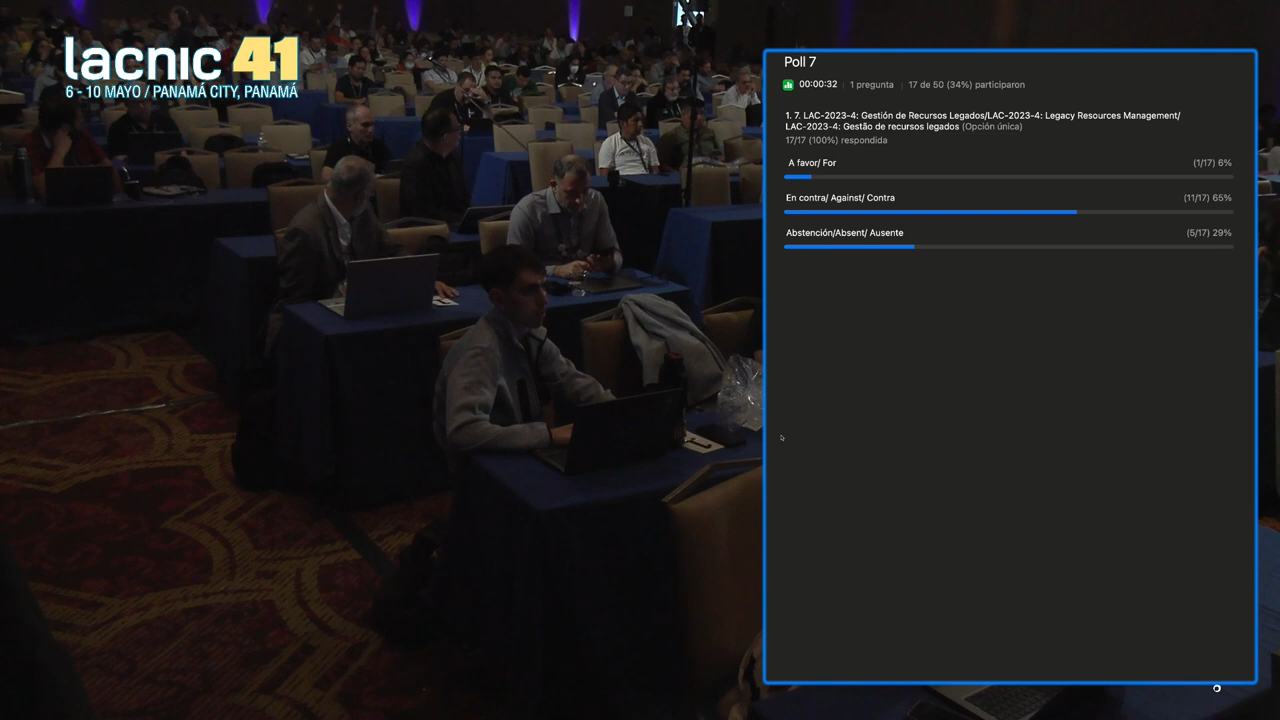 lacnic 41
6 - 10 MAYO / PANAMÁ CITY, PANAMÁ
Poll 7
00:00:32 | 1 pregunta | 17 de 50 (34%) participaron
1. 7. LAC-2023-4: Gestión de Recursos Legados/LAC-2023-4: Legacy Resources Management/
LAC-2023-4: Gestão de recursos legados (Opción única)
17/17 (100%) respondida
A favor/ For (1/17) 6%
En contra/ Against/ Contra (11/17) 65%
Abstención/Absent/ Ausente (5/17) 29%